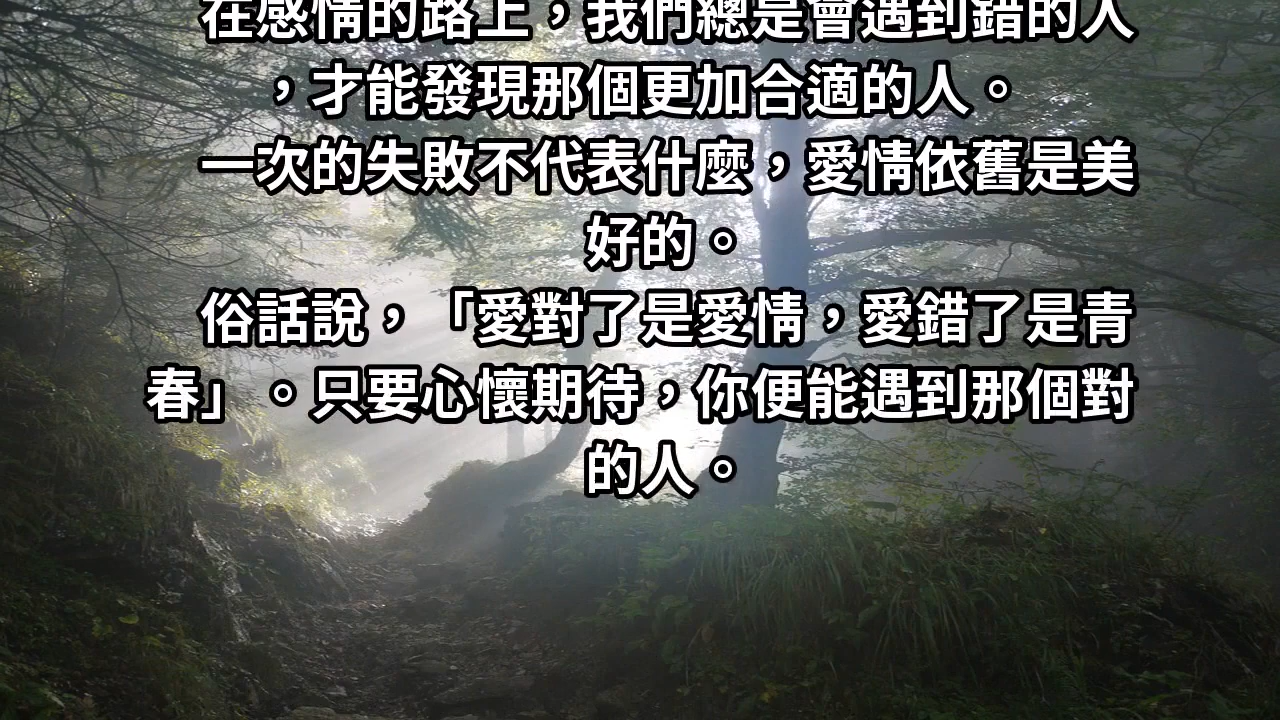 在感情的路上，我們總是會遇到錯的人
，才能發現那個更加合適的人。
一次的失敗不代表什麼，愛情依舊是美
好的。
俗話說，「愛對了是愛情，愛錯了是青
春」。只要心懷期待，你便能遇到那個對
的人。